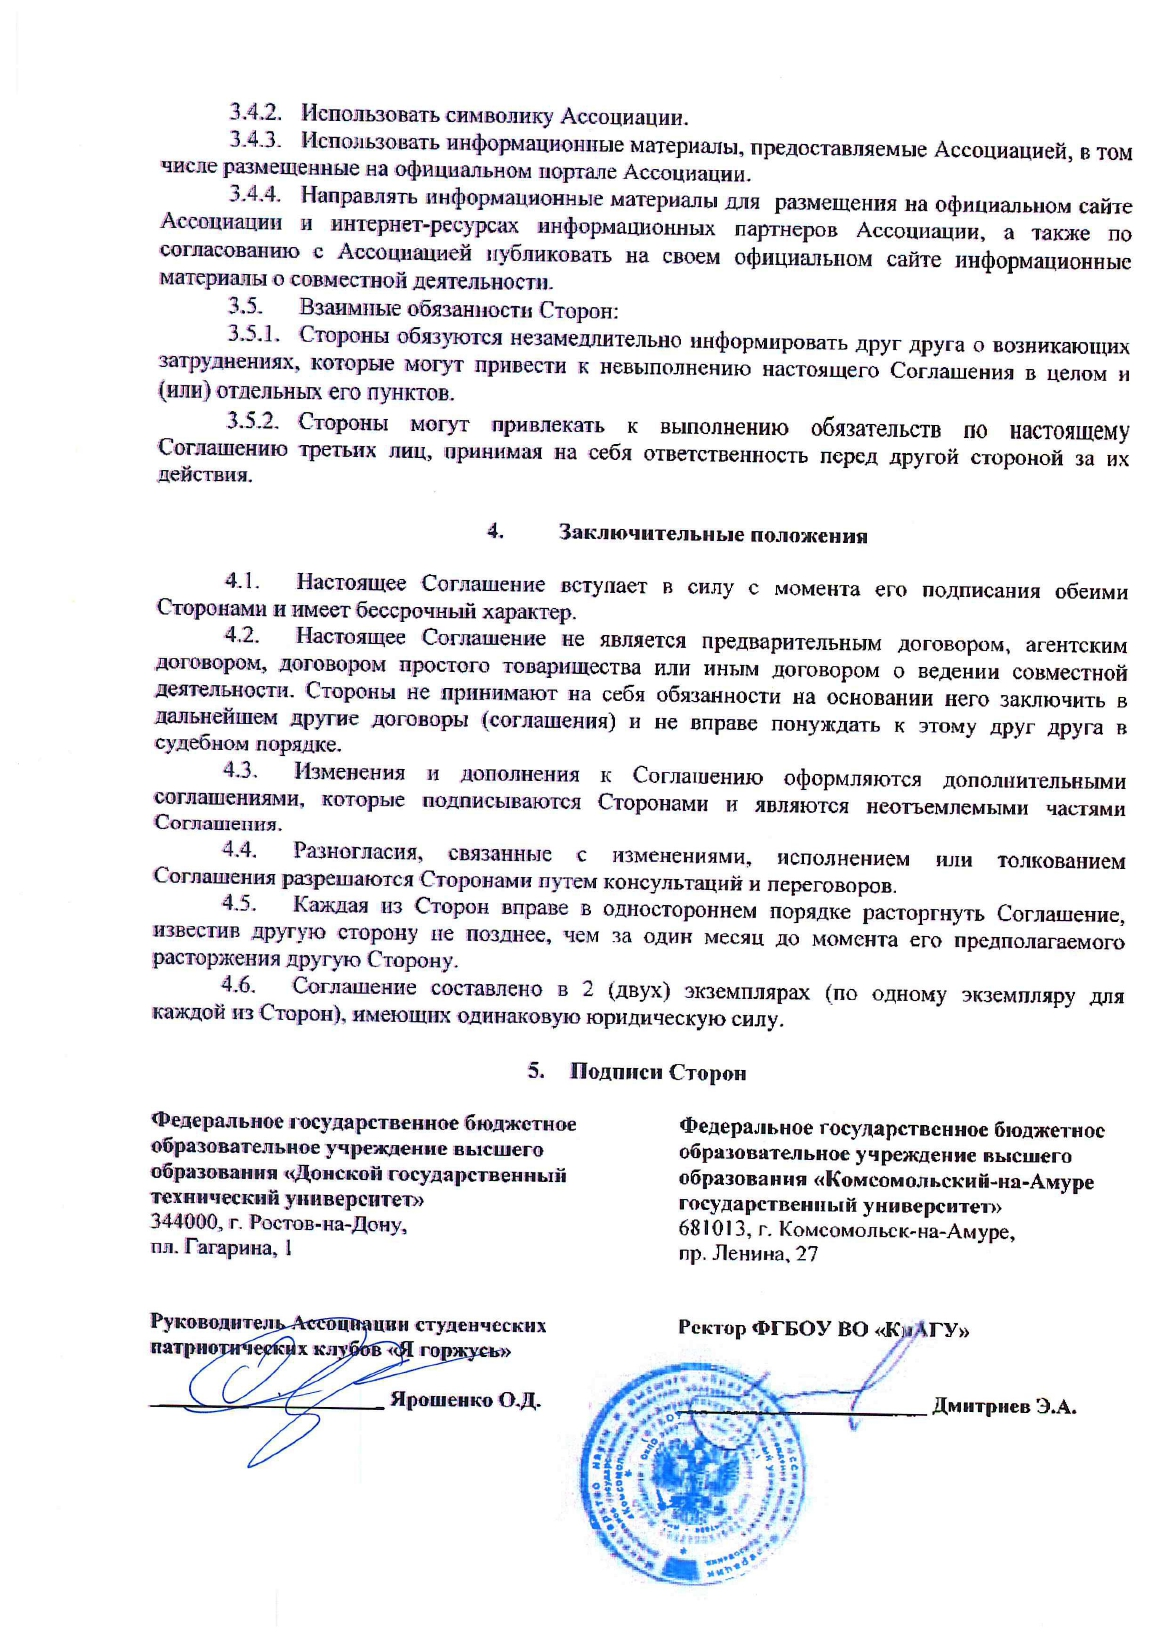 3.4.2. Использовать символику Ассоциации.
3.4.3. Использовать информационные материалы, предоставляемые Ассоциацией, в том
числе размещенные на официальном портале Ассоциации.
3.4.4. Направлять информационные материалы для размещения на официальном сайте
Ассоциации и интернет-ресурсах информационных партнеров Ассоциации, а также по
согласованию с Ассоциацией публиковать на своем официальном сайте информационные
материалы о совместной деятельности.
3.5. Взаимные обязанности Сторон:
3.5.1. Стороны обязуются незамедлительно информировать друг друга о возникающих
затруднениях, которые могут привести к невыполнению настоящего Соглашения в целом и
(или) отдельных его пунктов.
3.5.2. Стороны могут привлекать к выполнению обязательств по настоящему
Соглашению третьих лиц, принимая на себя ответственность перед другой стороной за их
действия.
4. Заключительные положения
4.1. Настоящее Соглашение вступает в силу с момента его подписания обеими
Сторонами и имеет бессрочный характер.
4.2. Настоящее Соглашение не является предварительным договором, агентским
договором, договором простого товарищества или иным договором о ведении совместной
деятельности. Стороны не принимают на себя обязанности на основании него заключить в
дальнейшем другие договоры (соглашения) и не вправе понуждать к этому друг друга в
судебном порядке.
4.3. Изменения и дополнения к Соглашению оформляются дополнительными
соглашениями, которые подписываются Сторонами и являются неотъемлемыми частями
Соглашения.
4.4. Разногласия, связанные с изменениями, исполнением или толкованием
Соглашения разрешаются Сторонами путем консультаций и переговоров.
4.5. Каждая из Сторон вправе в одностороннем порядке расторгнуть Соглашение,
известив другую сторону не позднее, чем за один месяц до момента его предполагаемого
расторжения другую Сторону.
4.6. Соглашение составлено в 2 (двух) экземплярах (по одному экземпляру для
каждой из Сторон), имеющих одинаковую юридическую силу.
5. Подписи Сторон
Федеральное государственное бюджетное
образовательное учреждение высшего
образования «Донской государственный
технический университет»
344000, г. Ростов-на-Дону,
пл. Гагарина, 1
Руководитель Ассоциации студенческих
патриотических клубов «Я горжусь»
Ярошенко О.Д.
Федеральное государственное бюджетное
образовательное учреждение высшего
образования «Комсомольский-на-Амуре
государственный университет»
681013, г. Комсомольск-на-Амуре,
пр. Ленина, 27
Ректор ФГБОУ ВО «КнАГУ»
Дмитриев Э.А.
Министерство науки и высшего образования Российской Федерации